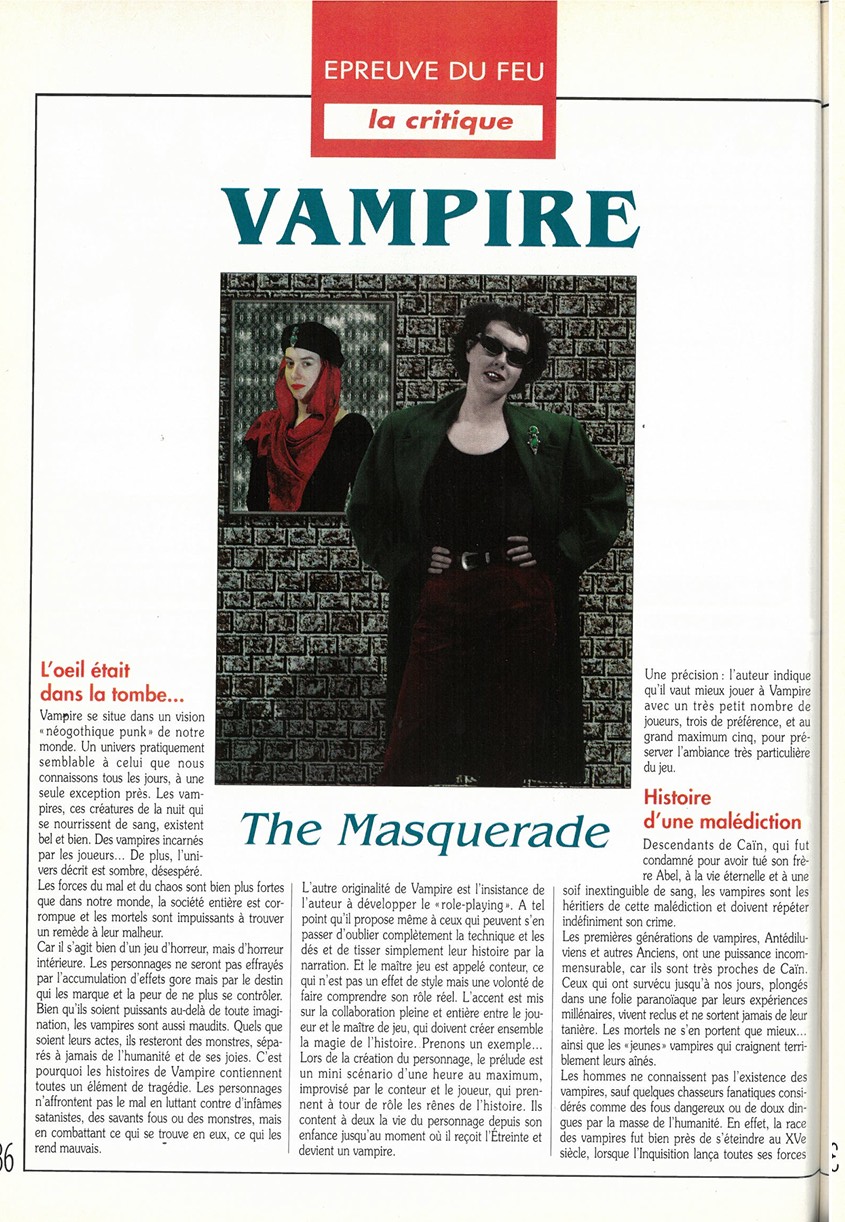 EPREUVE DU FEU
la critique
VAMPIRE
The Masquerade
L'oeil était
dans la tombe...
Vampire se situe dans un vision
«néogothique punk» de notre
monde. Un univers pratiquement
semblable à celui que nous
connaissons tous les jours, à une
seule exception près. Les vam-
pires, ces créatures de la nuit qui
se nourrissent de sang, existent
bel et bien. Des vampires incarnés
par les joueurs... De plus, l'uni-
vers décrit est sombre, désespéré.
Les forces du mal et du chaos sont bien plus fortes
que dans notre monde, la société entière est cor-
rompue et les mortels sont impuissants à trouver
un remède à leur malheur.
Car il s'agit bien d'un jeu d'horreur, mais d'horreur
intérieure. Les personnages ne seront pas effrayés
par l'accumulation d'effets gore mais par le destin
qui les marque et la peur de ne plus se contrôler.
Bien qu'ils soient puissants au-delà de toute imagi-
nation, les vampires sont aussi maudits. Quels que
soient leurs actes, ils resteront des monstres, sépa-
rés à jamais de l'humanité et de ses joies. C'est
pourquoi les histoires de Vampire contiennent
toutes un élément de tragédie. Les personnages
n'affrontent pas le mal en luttant contre d'infâmes
satanistes, des savants fous ou des monstres, mais
en combattant ce qui se trouve en eux, ce qui les
rend mauvais.
L'autre originalité de Vampire est l'insistance de
l'auteur à développer le «role-playing». A tel
point qu'il propose même à ceux qui peuvent s'en
passer d'oublier complètement la technique et les
dés et de tisser simplement leur histoire par la
narration. Et le maître jeu est appelé conteur, ce
qui n'est pas un effet de style mais une volonté de
faire comprendre son rôle réel. L'accent est mis
sur la collaboration pleine et entière entre le jou-
eur et le maître de jeu, qui doivent créer ensemble
la magie de l'histoire. Prenons un exemple...
Lors de la création du personnage, le prélude est
un mini scénario d'une heure au maximum,
improvisé par le conteur et le joueur, qui pren-
nent à tour de rôle les rênes de l'histoire. Ils
content à deux la vie du personnage depuis son
enfance jusqu'au moment où il reçoit l'Étreinte et
devient un vampire.
Une précision : l'auteur indique
qu'il vaut mieux jouer à Vampire
avec un très petit nombre de
joueurs, trois de préférence, et au
grand maximum cinq, pour pré-
server l'ambiance très particulière
du jeu.
Histoire
d'une malédiction
Descendants de Caïn, qui fut
condamné pour avoir tué son frè-
re Abel, à la vie éternelle et à une
soif inextinguible de sang, les vampires sont les
héritiers de cette malédiction et doivent répéter
indéfiniment son crime.
Les premières générations de vampires, Antédilu-
viens et autres Anciens, ont une puissance incom-
mensurable, car ils sont très proches de Caïn.
Ceux qui ont survécu jusqu'à nos jours, plongés
dans une folie paranoïaque par leurs expériences
millénaires, vivent reclus et ne sortent jamais de leur
tanière. Les mortels ne s'en portent que mieux...
ainsi que les «jeunes» vampires qui craignent terri-
blement leurs aînés.
Les hommes ne connaissent pas l'existence des
vampires, sauf quelques chasseurs fanatiques consi-
dérés comme des fous dangereux ou de doux din-
gues par la masse de l'humanité. En effet, la race
des vampires fut bien près de s'éteindre au XVe
siècle, lorsque l'Inquisition lança toutes ses forces